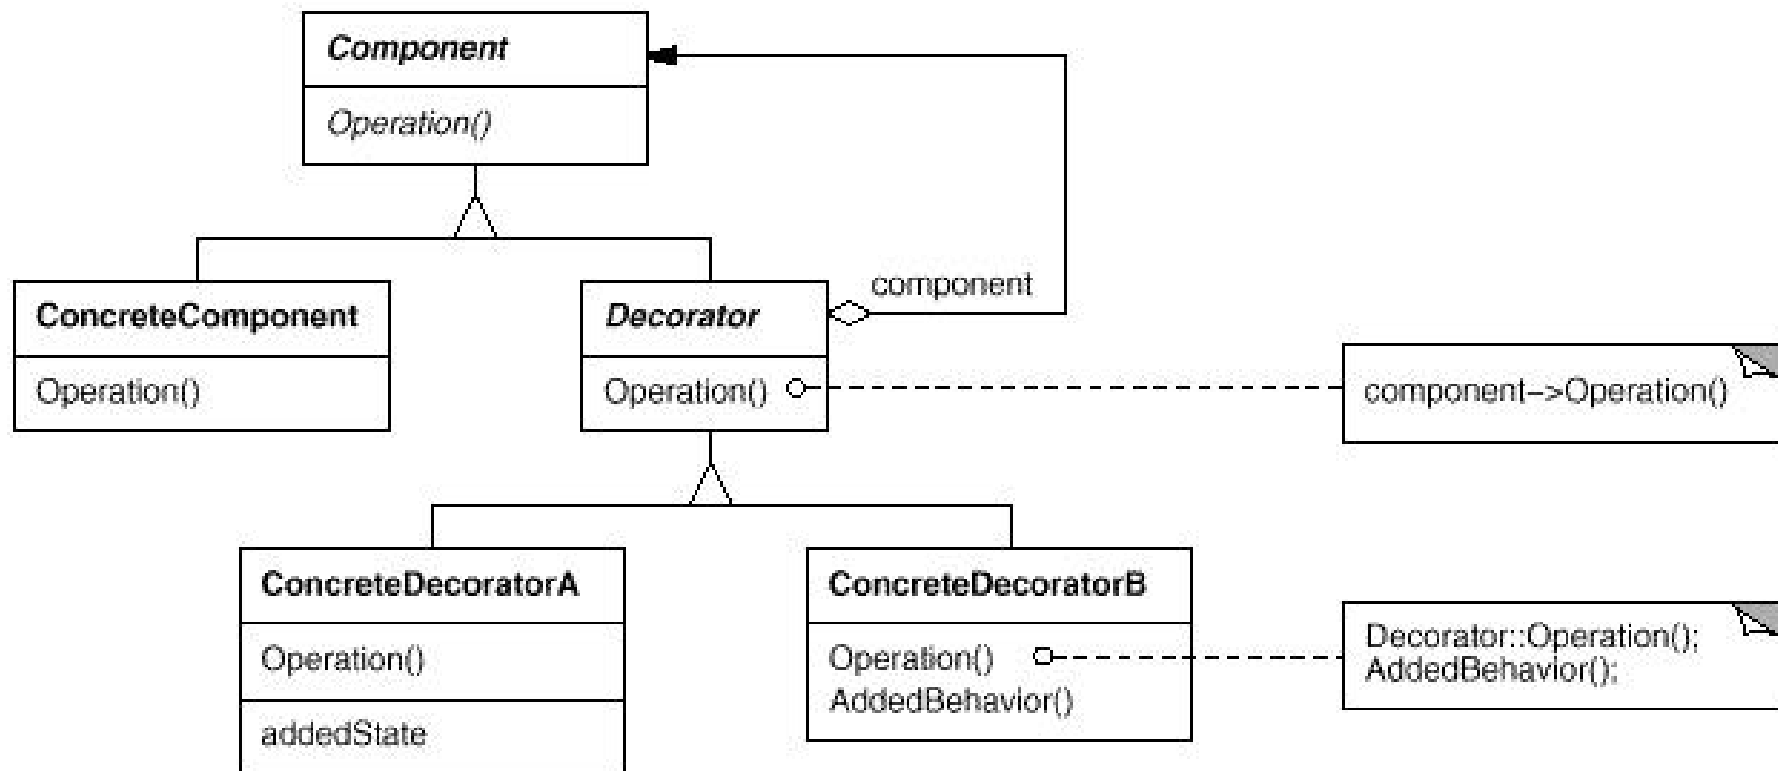 Component
Operation()
component
ConcreteComponent
Operation()
Decorator
Operation()
component–>Operation()
ConcreteDecoratorA
Operation()
addedState
ConcreteDecoratorB
Operation()
AddedBehavior()
Decorator::Operation();
AddedBehavior();